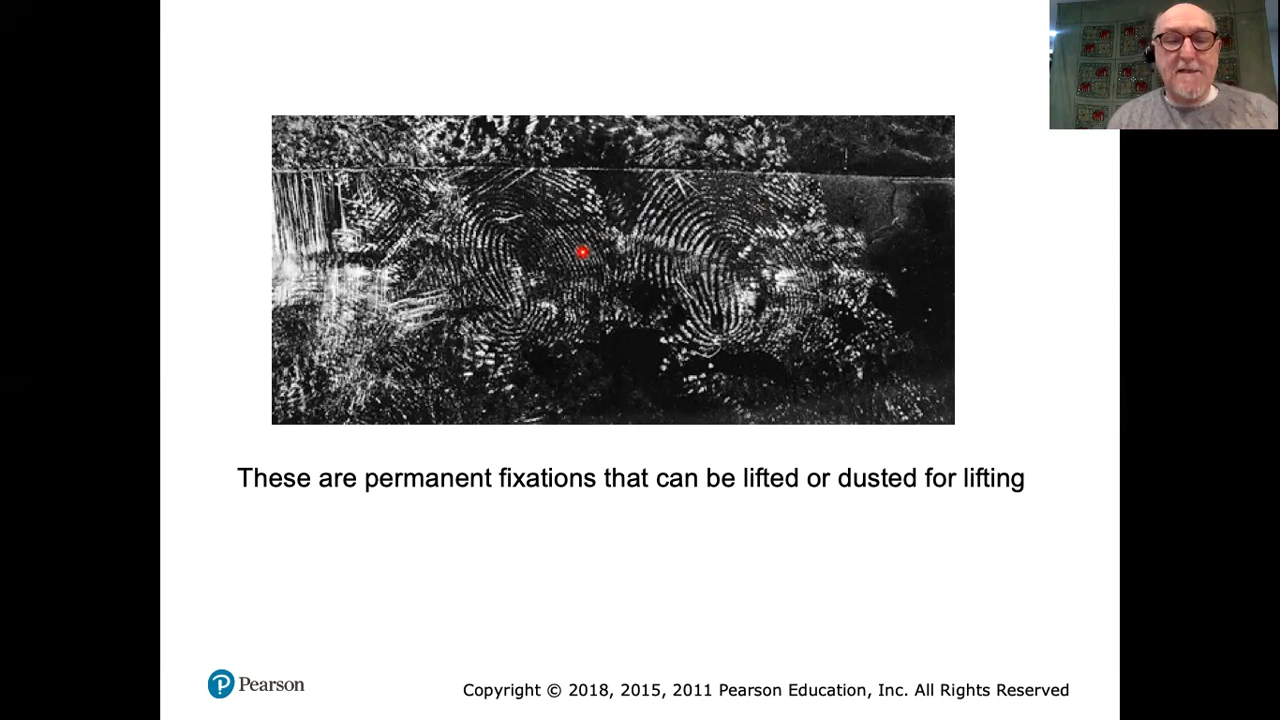 These are permanent fixations that can be lifted or dusted for lifting
Pearson
Copyright © 2018, 2015, 2011 Pearson Education, Inc. All Rights Reserved